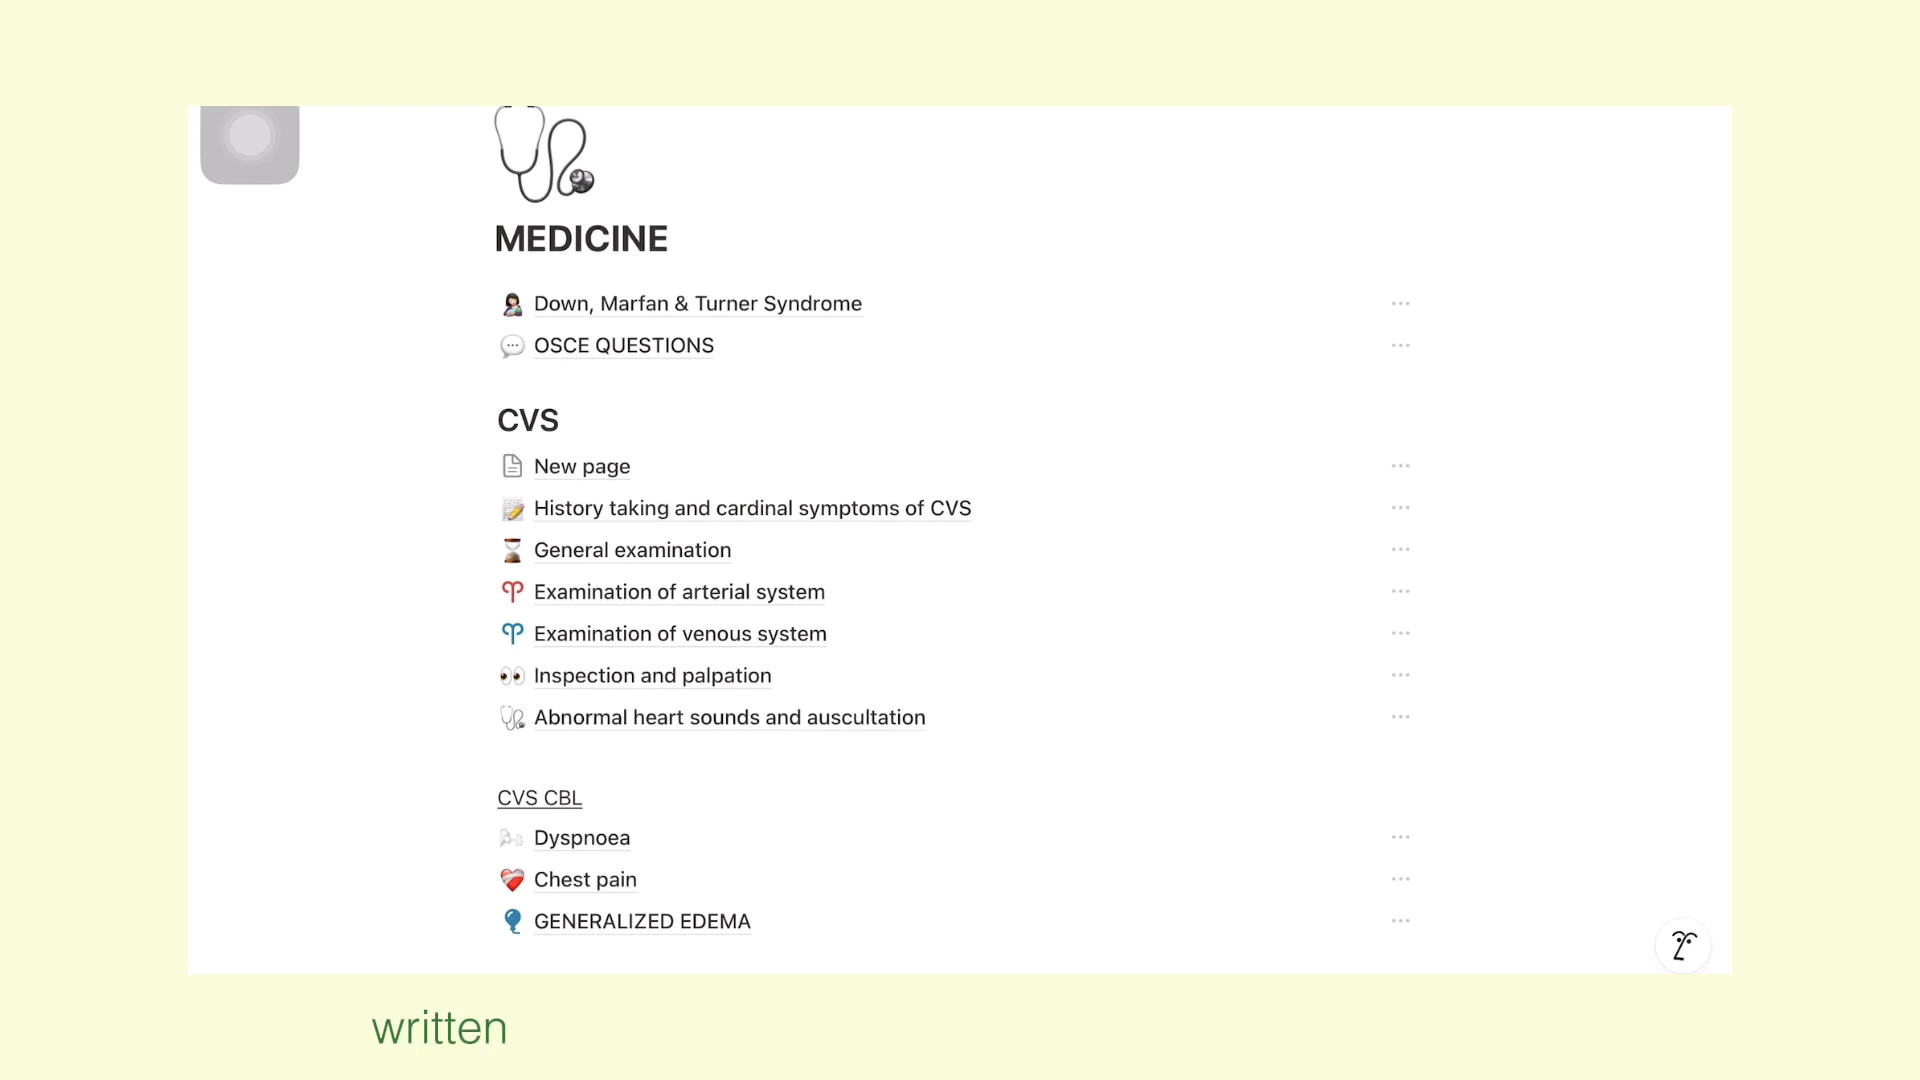 MEDICINE
Down, Marfan & Turner Syndrome
OSCE QUESTIONS
CVS
New page
History taking and cardinal symptoms of CVS
General examination
Examination of arterial system
Examination of venous system
Inspection and palpation
Abnormal heart sounds and auscultation
CVS CBL
Dyspnoea
Chest pain
GENERALIZED EDEMA
written